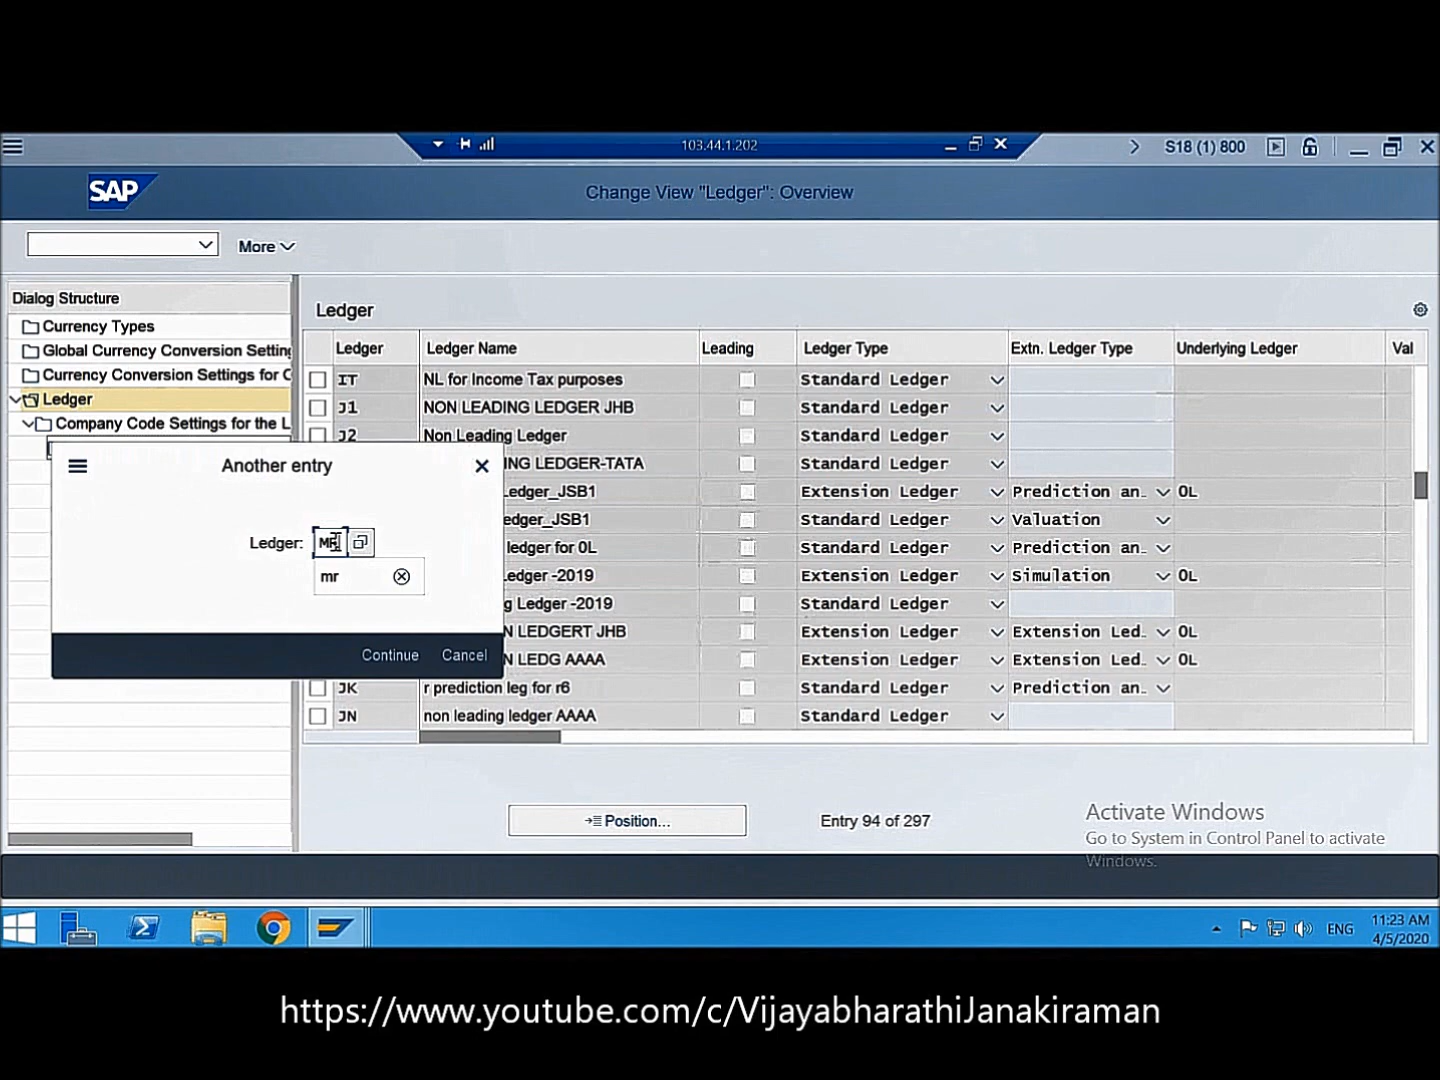 103.44.1.202
S18 (1) 800
SAP
Change View "Ledger": Overview
More
Dialog Structure
Currency Types
Global Currency Conversion Setting
Currency Conversion Settings for C
Ledger
Company Code Settings for the L
Ledger
Ledger Ledger Name Leading Ledger Type Extn. Ledger Type Underlying Ledger Val
IT NL for Income Tax purposes Standard Ledger
J1 NON LEADING LEDGER JHB Standard Ledger
J2 Non Leading Ledger Standard Ledger
NG LEDGER-TATA Standard Ledger
Ledger_JSB1 Extension Ledger Prediction an.. 0L
edger_JSB1 Standard Ledger Valuation
ledger for 0L Standard Ledger Prediction an..
edger -2019 Extension Ledger Simulation 0L
g Ledger -2019 Standard Ledger
N LEDGERT JHB Extension Ledger Extension Led.. 0L
N LEDG AAAA Extension Ledger Extension Led.. 0L
JK r prediction leg for r6 Standard Ledger Prediction an..
JN non leading ledger AAAA Standard Ledger
Another entry
Ledger: MR
mr
Continue Cancel
Position...
Entry 94 of 297
Activate Windows
Go to System in Control Panel to activate
Windows.
ENG
11:23 AM
4/5/2020
https://www.youtube.com/c/VijayabharathiJanakiraman